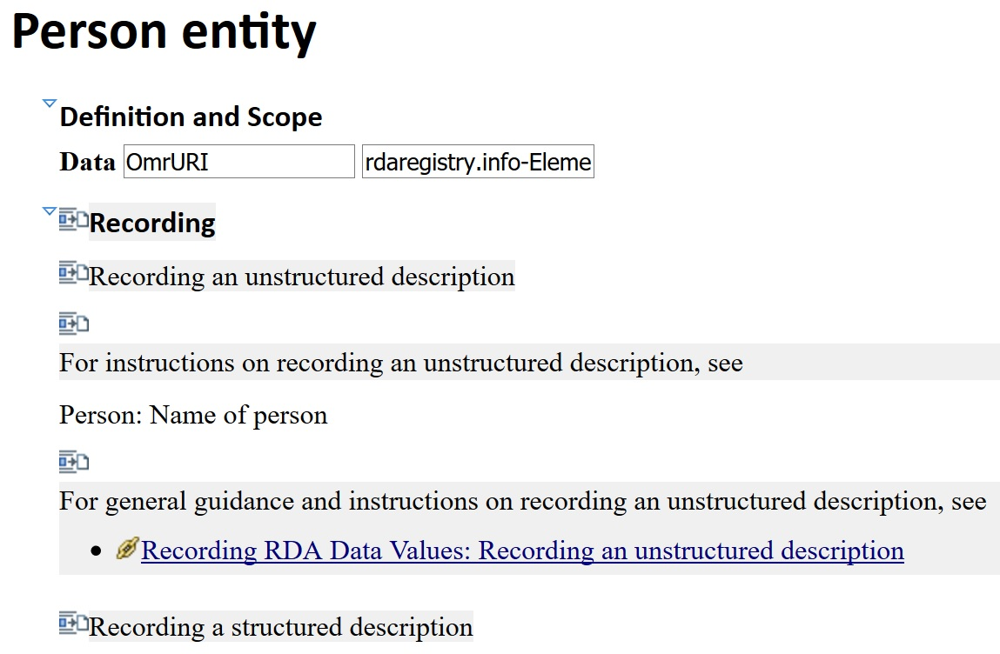 Person entity
Definition and Scope
Data OmrURI rdaregistry.info-Eleme
Recording
Recording an unstructured description
For instructions on recording an unstructured description, see
Person: Name of person
For general guidance and instructions on recording an unstructured description, see
Recording RDA Data Values: Recording an unstructured description
Recording a structured description